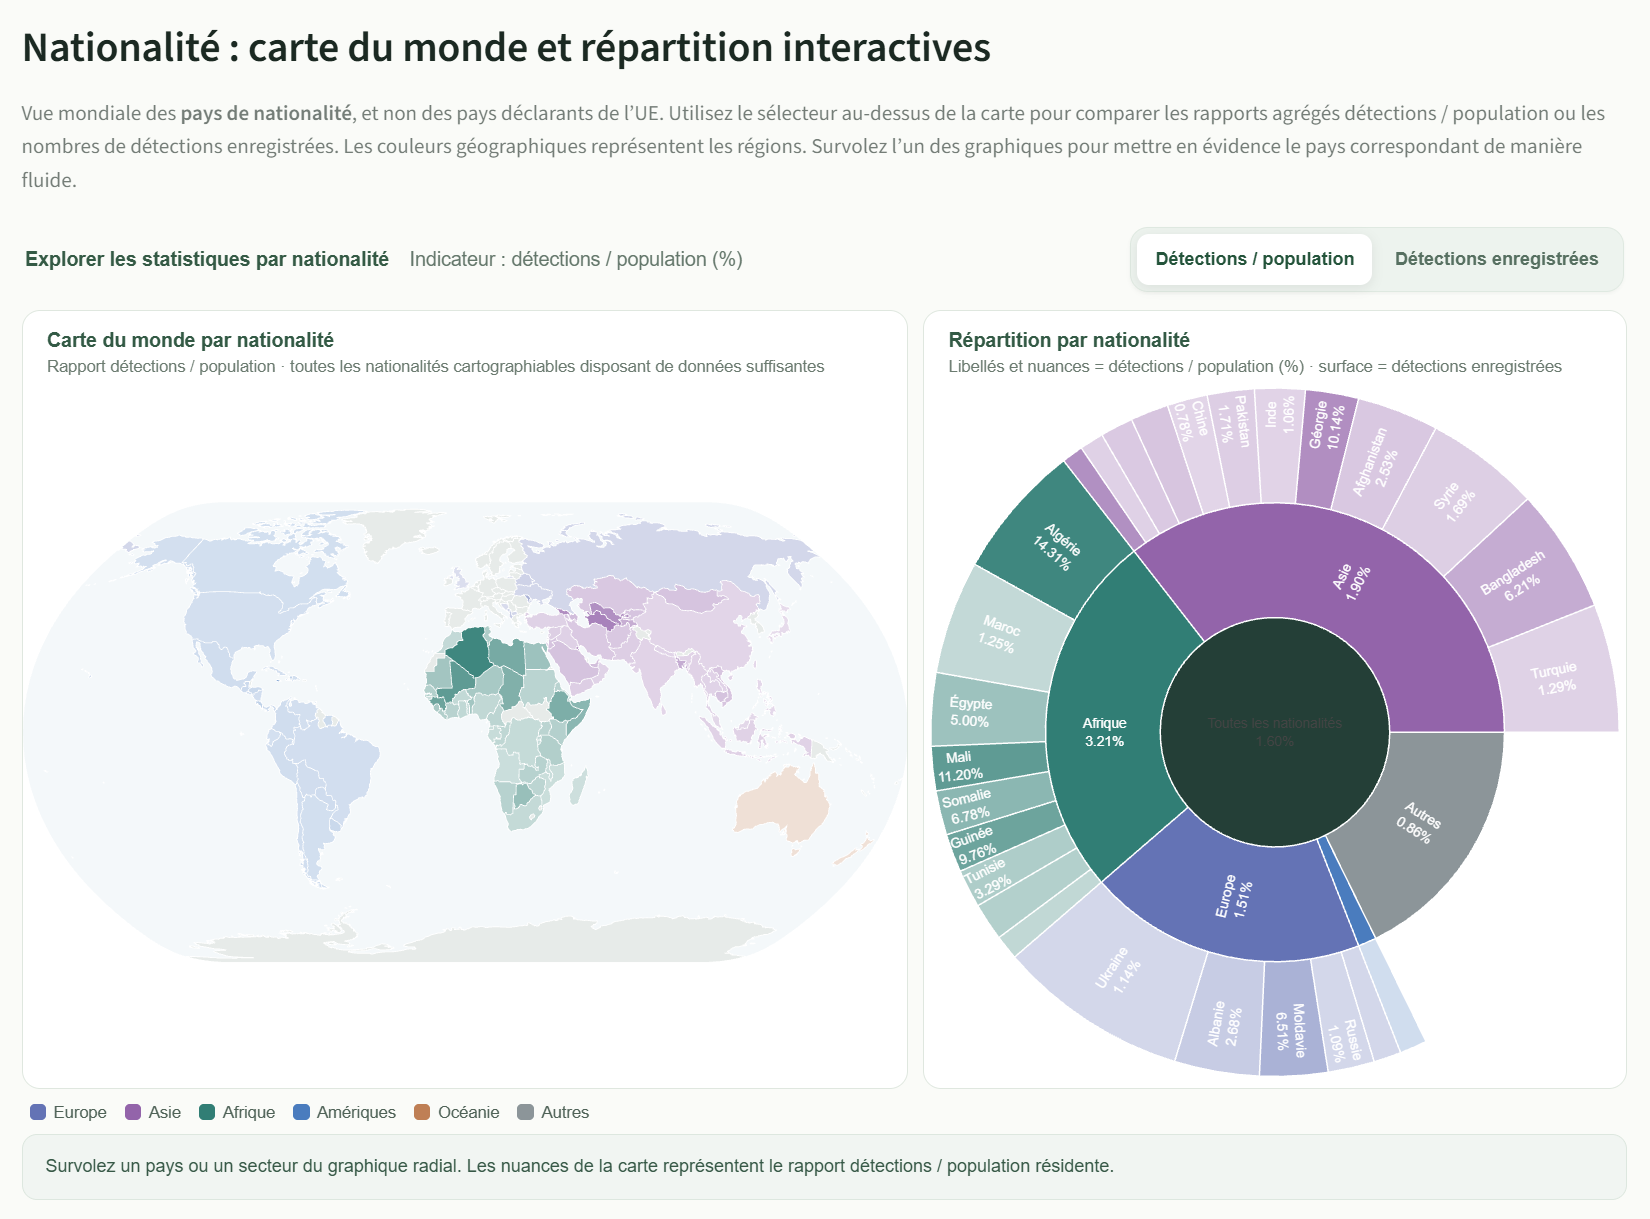 Nationalité : carte du monde et répartition interactives
Vue mondiale des pays de nationalité, et non des pays déclarants de l’UE. Utilisez le sélecteur au-dessus de la carte pour comparer les rapports agrégés détections / population ou les
nombres de détections enregistrées. Les couleurs géographiques représentent les régions. Survolez l’un des graphiques pour mettre en évidence le pays correspondant de manière
fluide.
Explorer les statistiques par nationalité Indicateur : détections / population (%)
Détections / population
Détections enregistrées
Carte du monde par nationalité
Rapport détections / population · toutes les nationalités cartographiables disposant de données suffisantes
Répartition par nationalité
Libellés et nuances = détections / population (%) · surface = détections enregistrées
Chine
0.78%
Pakistan
1.71%
Inde
1.06%
Géorgie
10.14%
Afghanistan
2.53%
Syrie
1.69%
Bangladesh
6.21%
Turquie
1.29%
Asie
1.90%
Algérie
14.31%
Maroc
1.25%
Égypte
5.00%
Mali
11.20%
Somalie
6.78%
Guinée
9.76%
Tunisie
3.29%
Afrique
3.21%
Toutes les nationalités
1.60%
Autres
0.86%
Europe
1.51%
Ukraine
1.14%
Albanie
2.68%
Moldavie
6.51%
Russie
1.09%
Europe
Asie
Afrique
Amériques
Océanie
Autres
Survolez un pays ou un secteur du graphique radial. Les nuances de la carte représentent le rapport détections / population résidente.